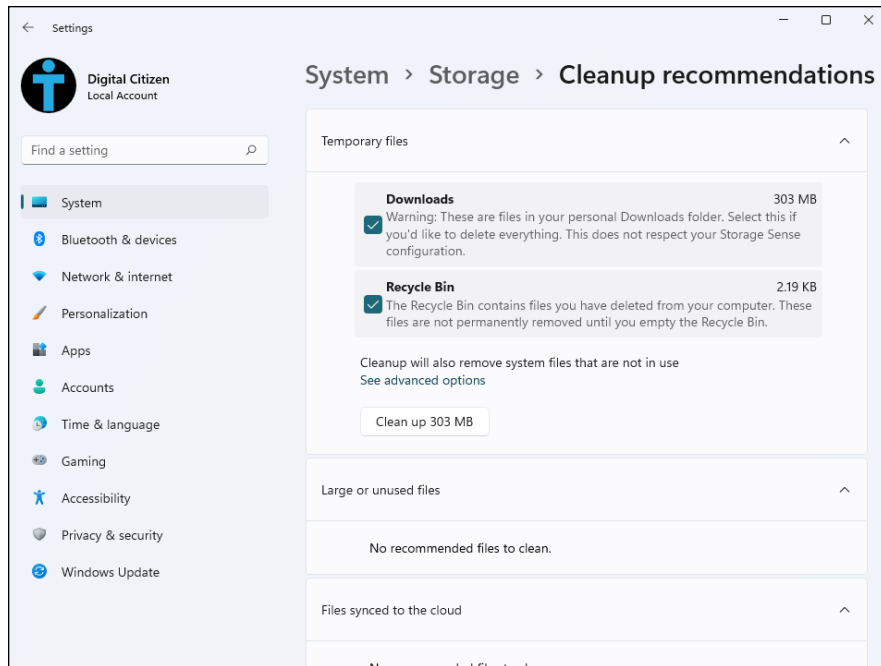 Settings
Digital Citizen
Local Account
Find a setting
System
Bluetooth & devices
Network & internet
Personalization
Apps
Accounts
Time & language
Gaming
Accessibility
Privacy & security
Windows Update
System > Storage > Cleanup recommendations
Temporary files
Downloads 303 MB
Warning: These are files in your personal Downloads folder. Select this if
you'd like to delete everything. This does not respect your Storage Sense
configuration.
Recycle Bin 2.19 KB
The Recycle Bin contains files you have deleted from your computer. These
files are not permanently removed until you empty the Recycle Bin.
Cleanup will also remove system files that are not in use
See advanced options
Clean up 303 MB
Large or unused files
No recommended files to clean.
Files synced to the cloud